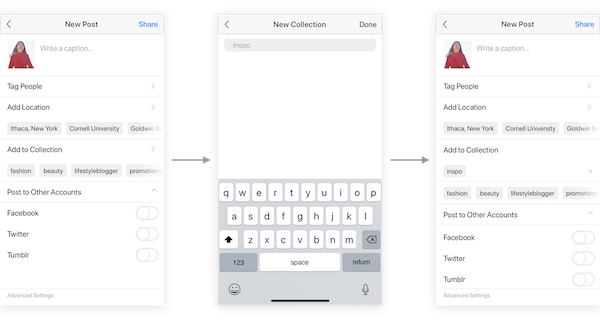 New Post Share
Write a caption...
Tag People
Add Location
Ithaca, New York Cornell University Goldwin
Add to Collection
fashion beauty lifestyleblogger promotion
Post to Other Accounts
Facebook
Twitter
Tumblr
Advanced Settings
New Collection Done
inspo
q w e r t y u i o p
a s d f g h j k l
z x c v b n m
123 space return
New Post Share
Write a caption...
Tag People
Add Location
Ithaca, New York Cornell University Goldwin S
Add to Collection
inspo
fashion beauty lifestyleblogger promotion
Post to Other Accounts
Facebook
Twitter
Tumblr
Advanced Settings